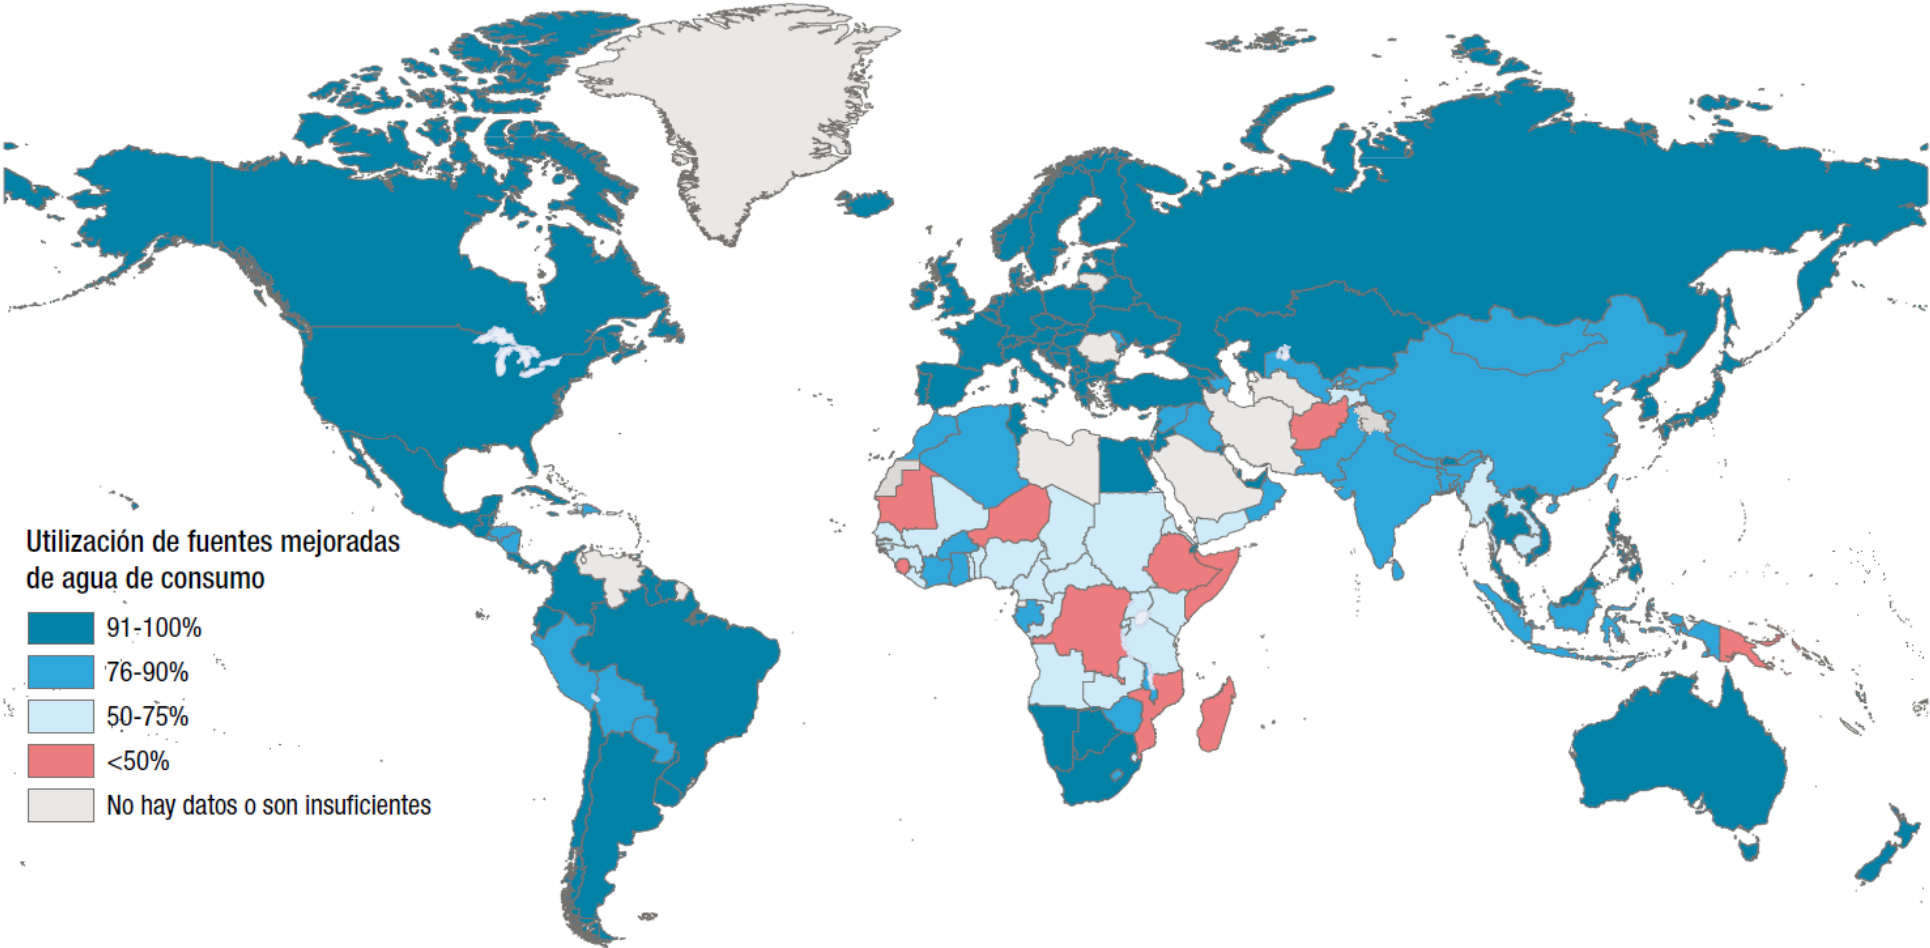 Utilización de fuentes mejoradas
de agua de consumo
91-100%
76-90%
50-75%
<50%
No hay datos o son insuficientes